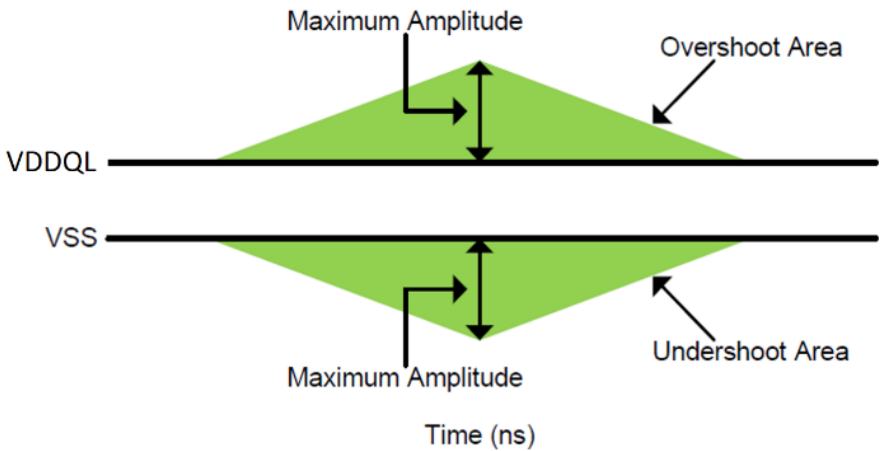 Maximum Amplitude
Overshoot Area
VDDQL
VSS
Undershoot Area
Maximum Amplitude
Time (ns)